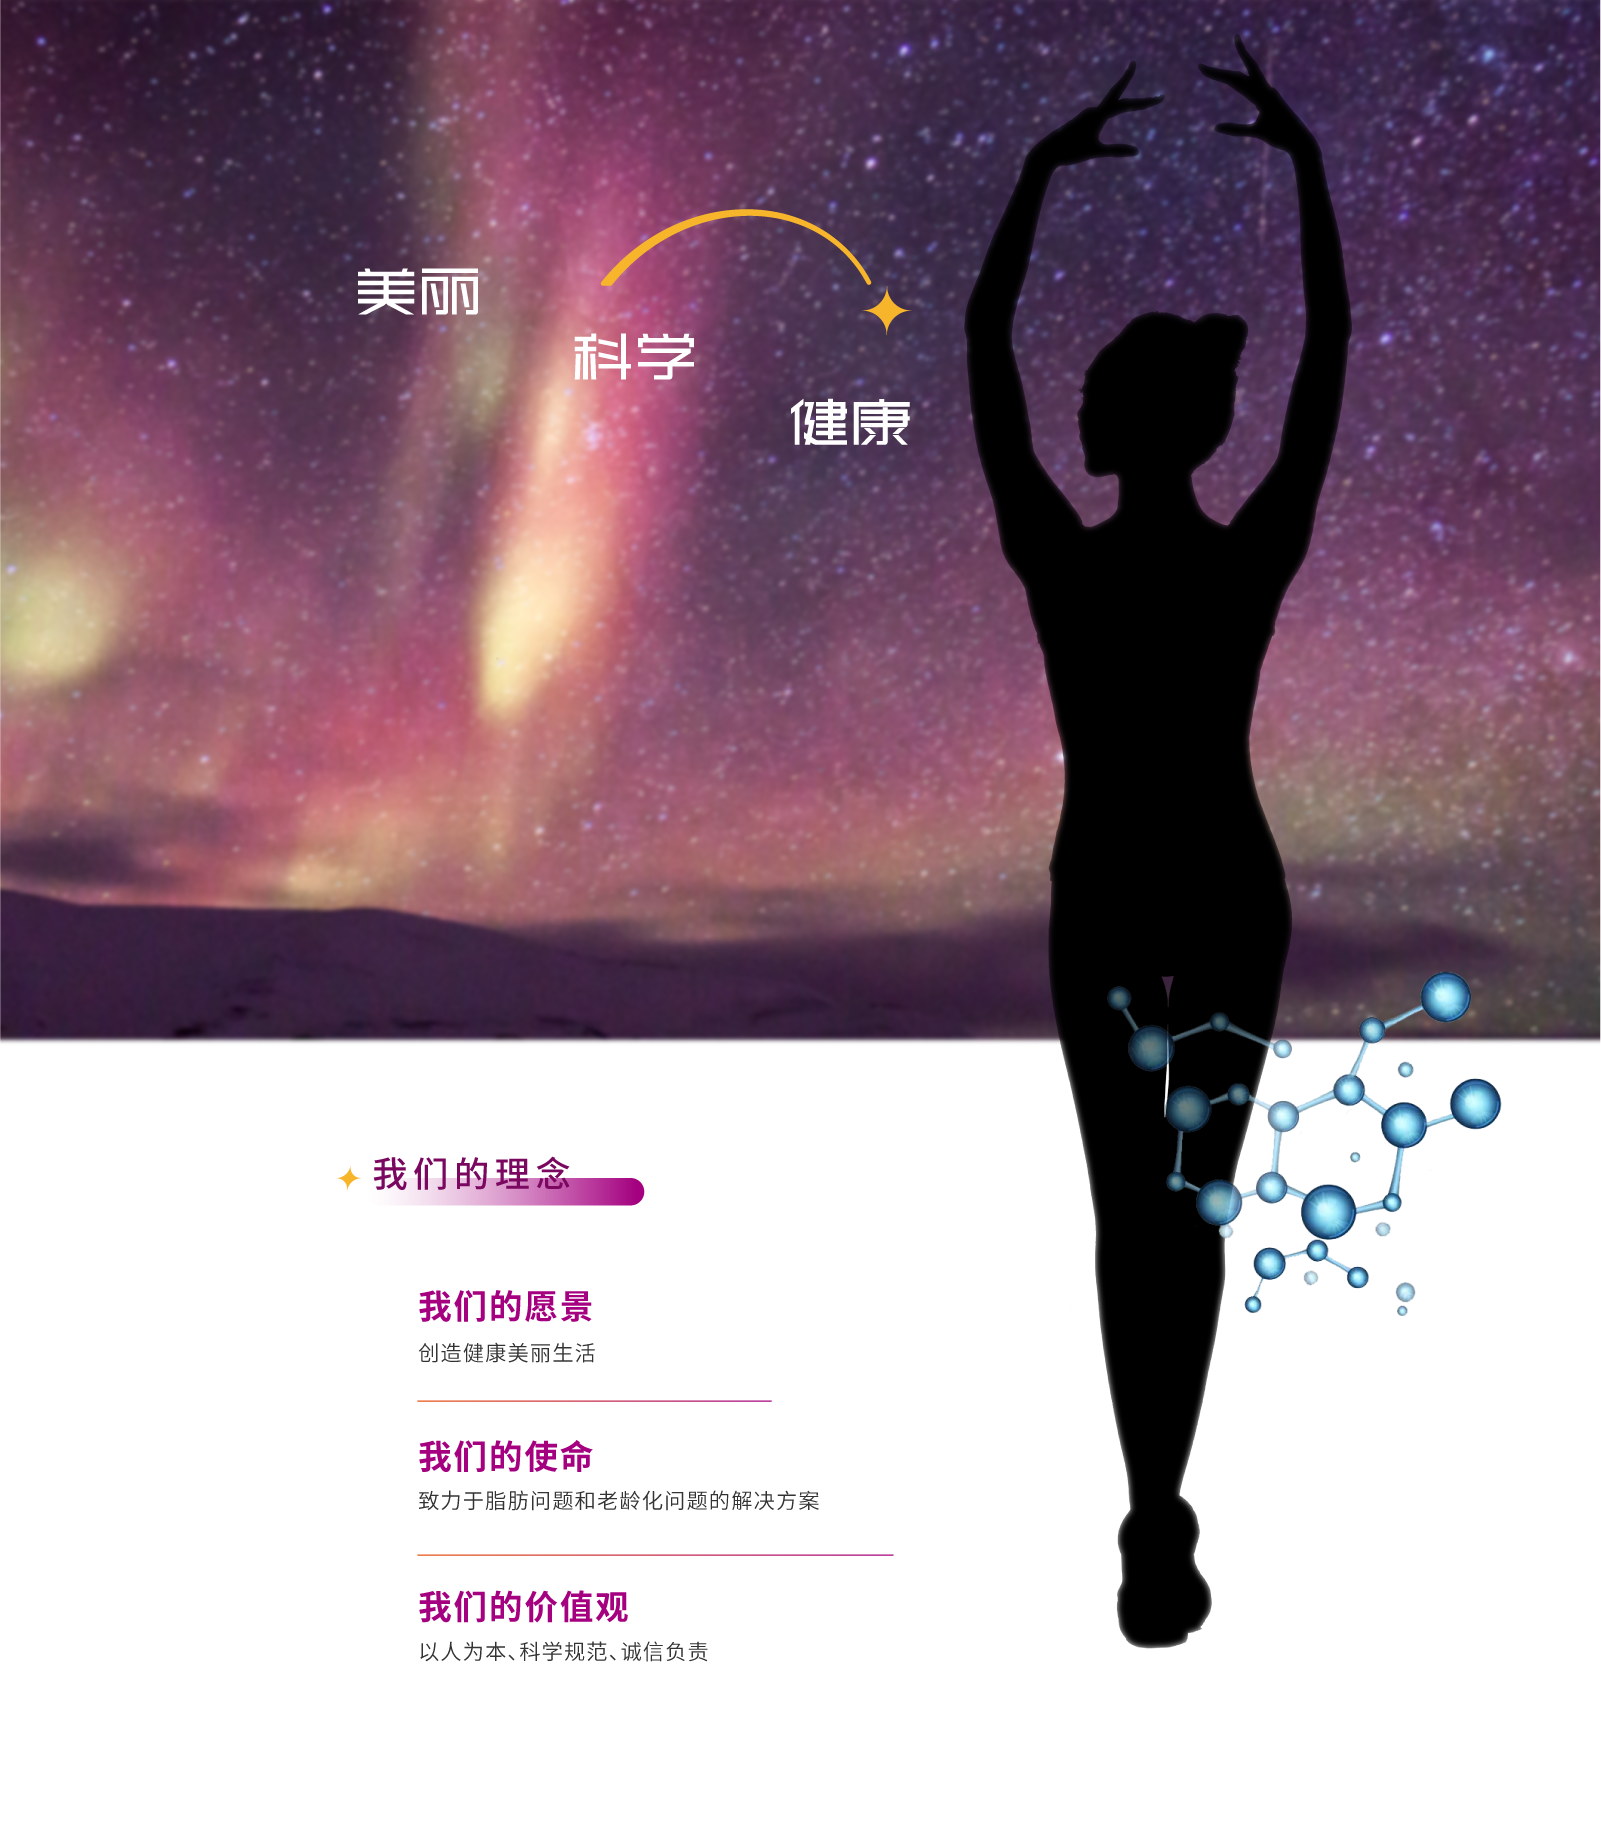 美丽
科学
健康
我们的理念
我们的愿景
创造健康美丽生活
我们的使命
致力于脂肪问题和老龄化问题的解决方案
我们的价值观
以人为本、科学规范、诚信负责